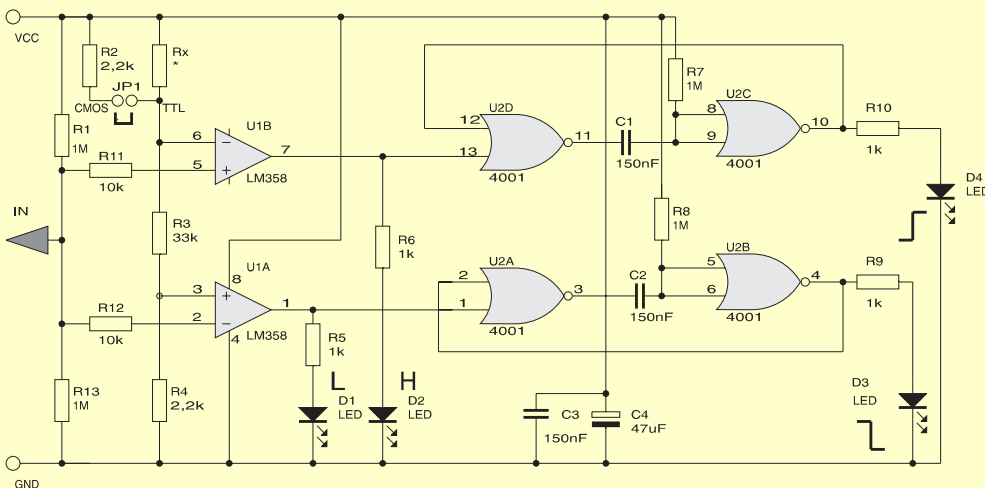 VCC
R2
2,2k
Rx
*
JP1
CMOS
TTL
R1
1M
R11
10k
6
5
U1B
7
LM358
IN
R3
33k
U1A
8
3
2
1
4
LM358
R12
10k
R13
1M
R4
2,2k
R5
1k
R6
1k
L
D1
LED
H
D2
LED
U2D
12
13
11
4001
C1
150nF
R7
1M
U2C
8
9
10
4001
R10
1k
D4
LED
R8
1M
U2A
2
1
3
4001
C2
150nF
U2B
5
6
4
4001
R9
1k
D3
LED
C3
150nF
C4
47uF
GND